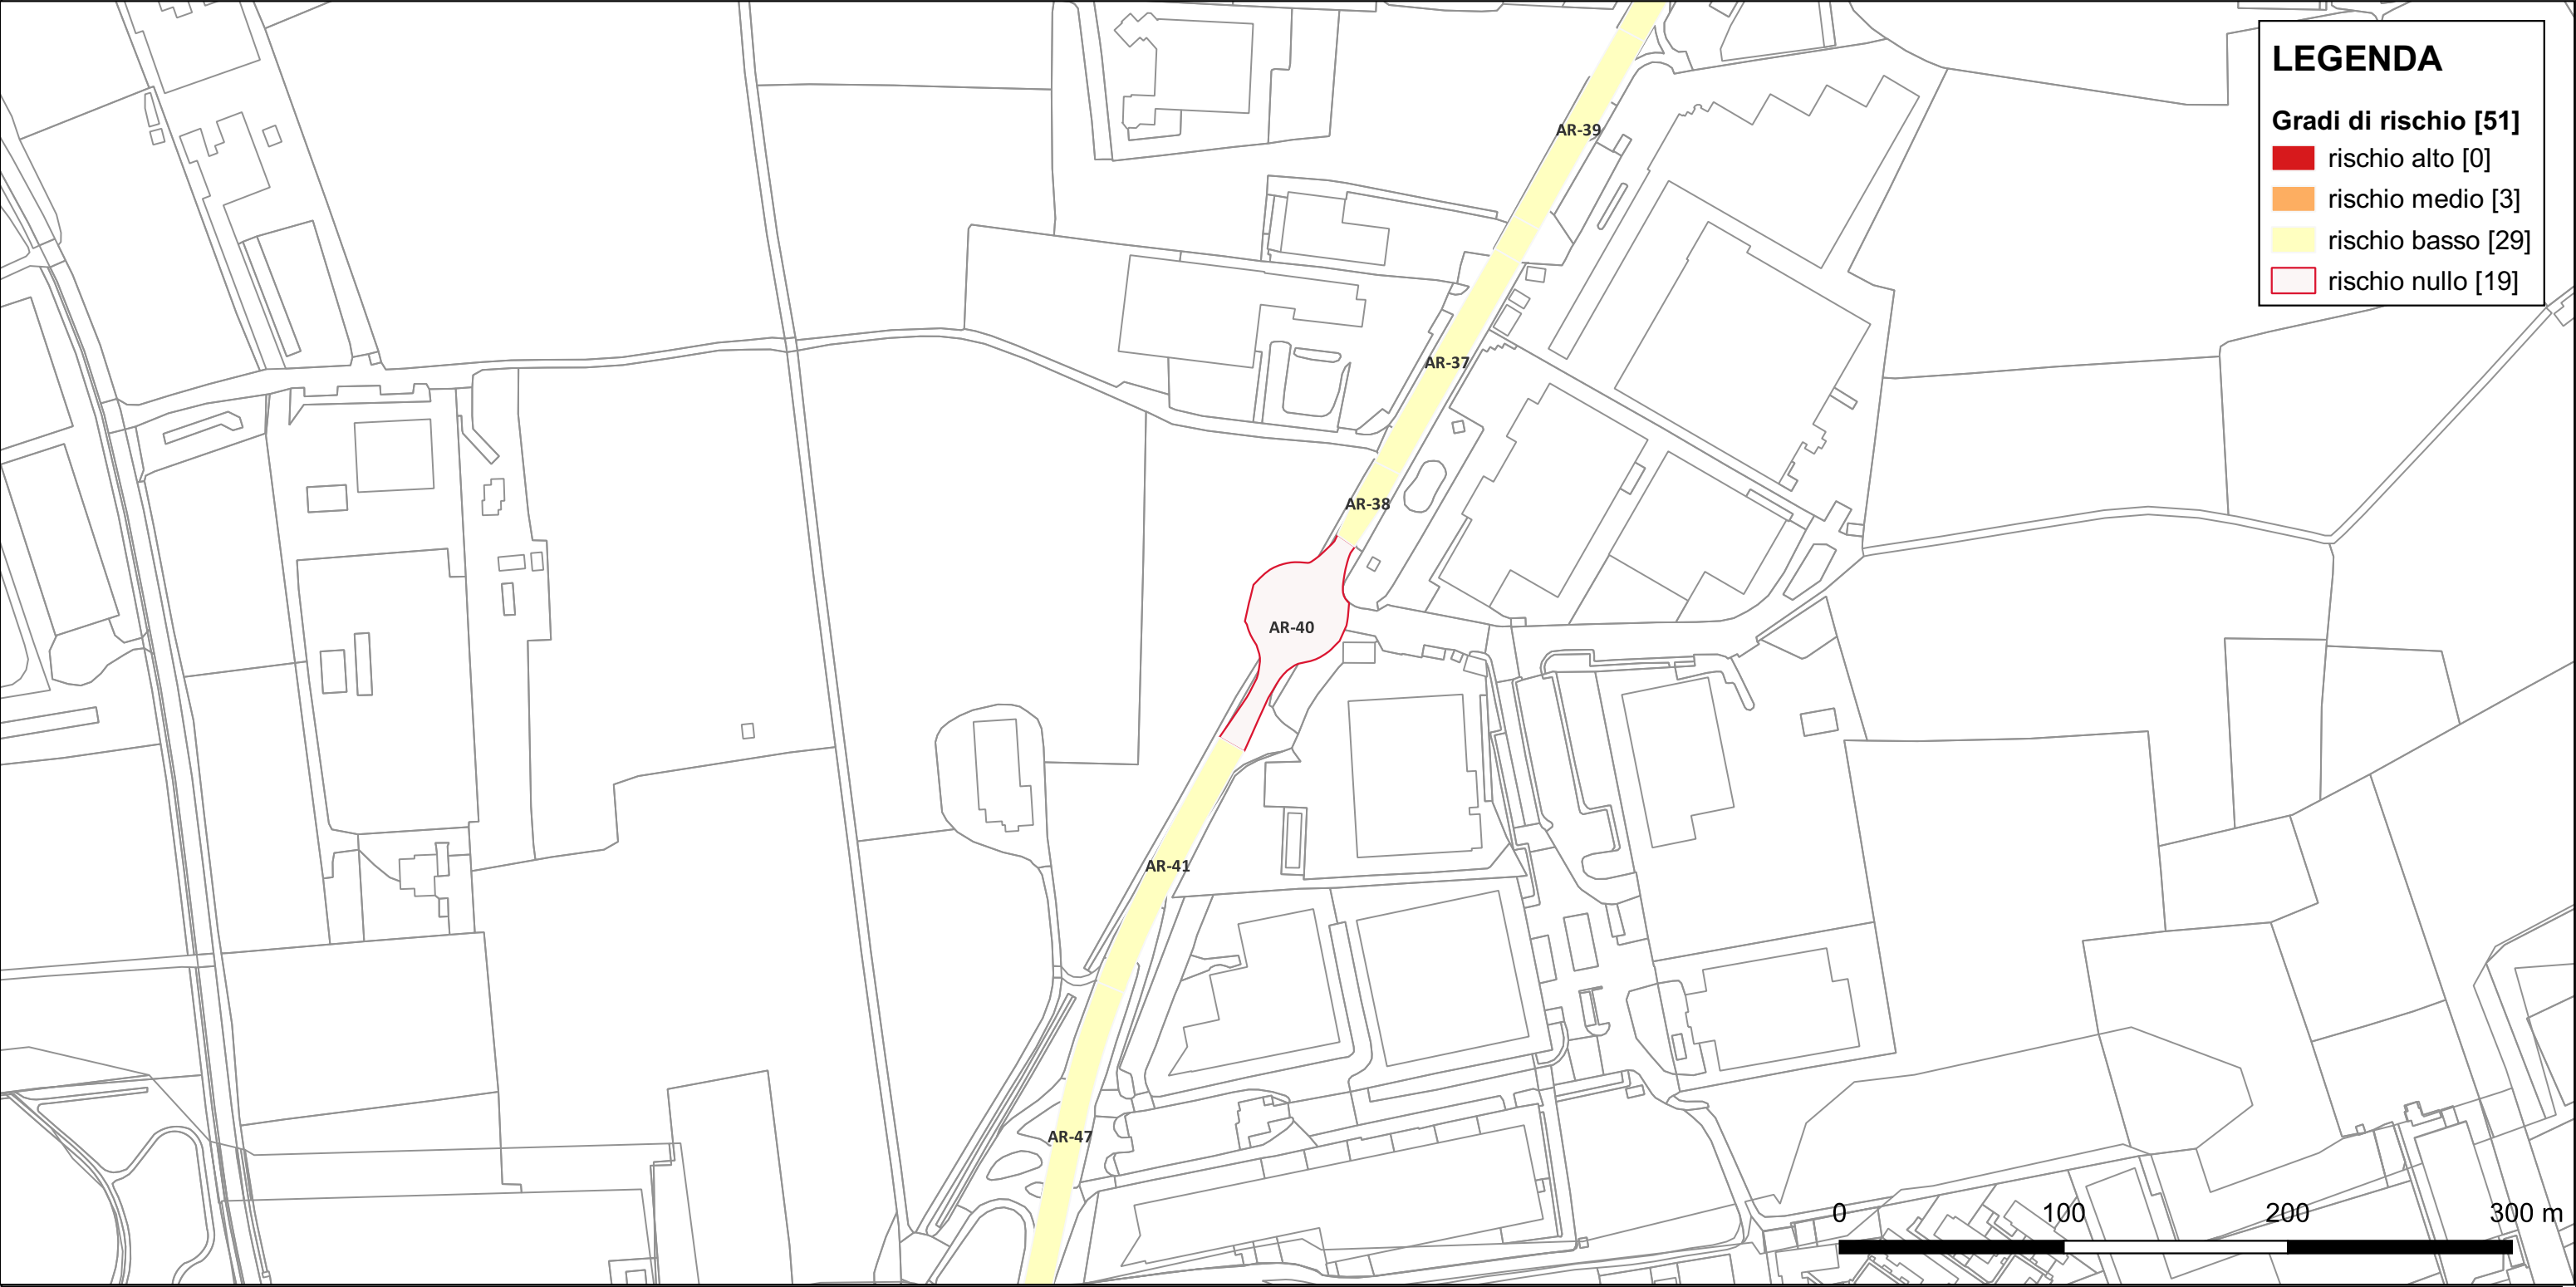 LEGENDA
Gradi di rischio [51]
rischio alto [0]
rischio medio [3]
rischio basso [29]
rischio nullo [19]
AR-39
AR-37
AR-38
AR-40
AR-41
AR-47
0 100 200 300 m